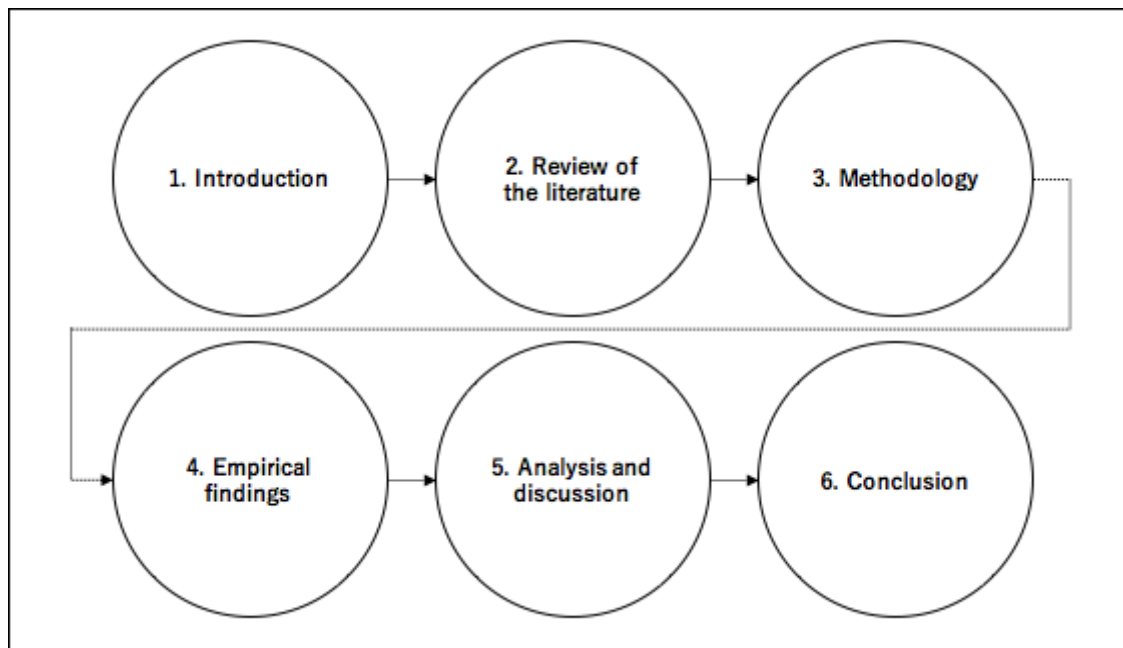 1. Introduction
2. Review of
the literature
3. Methodology
4. Empirical
findings
5. Analysis and
discussion
6. Conclusion